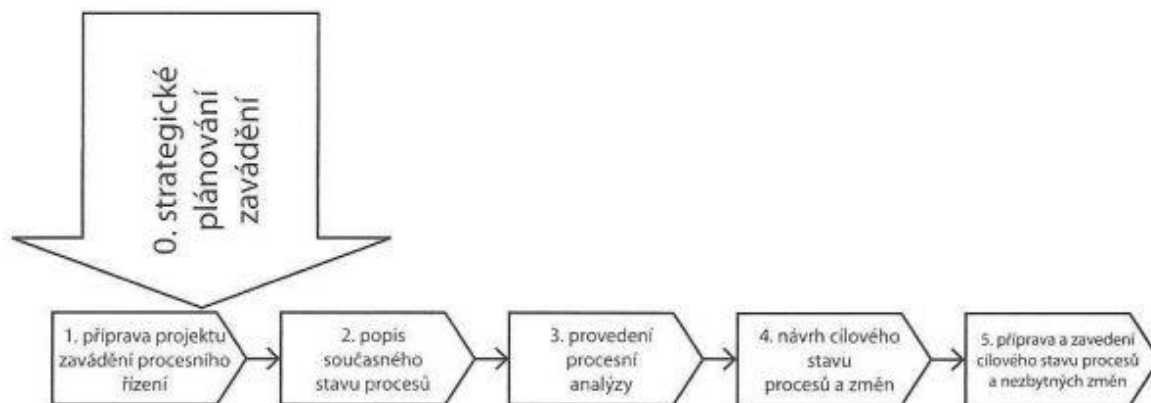 0. strategické
plánování
zavádění
1. příprava projektu
zavádění procesního
řízení
2. popis
současného
stavu procesů
3. provedení
procesní
analýzy
4. návrh cílového
stavu
procesů a změn
5. příprava a zavedení
cílového stavu procesů
a nezbytných změn